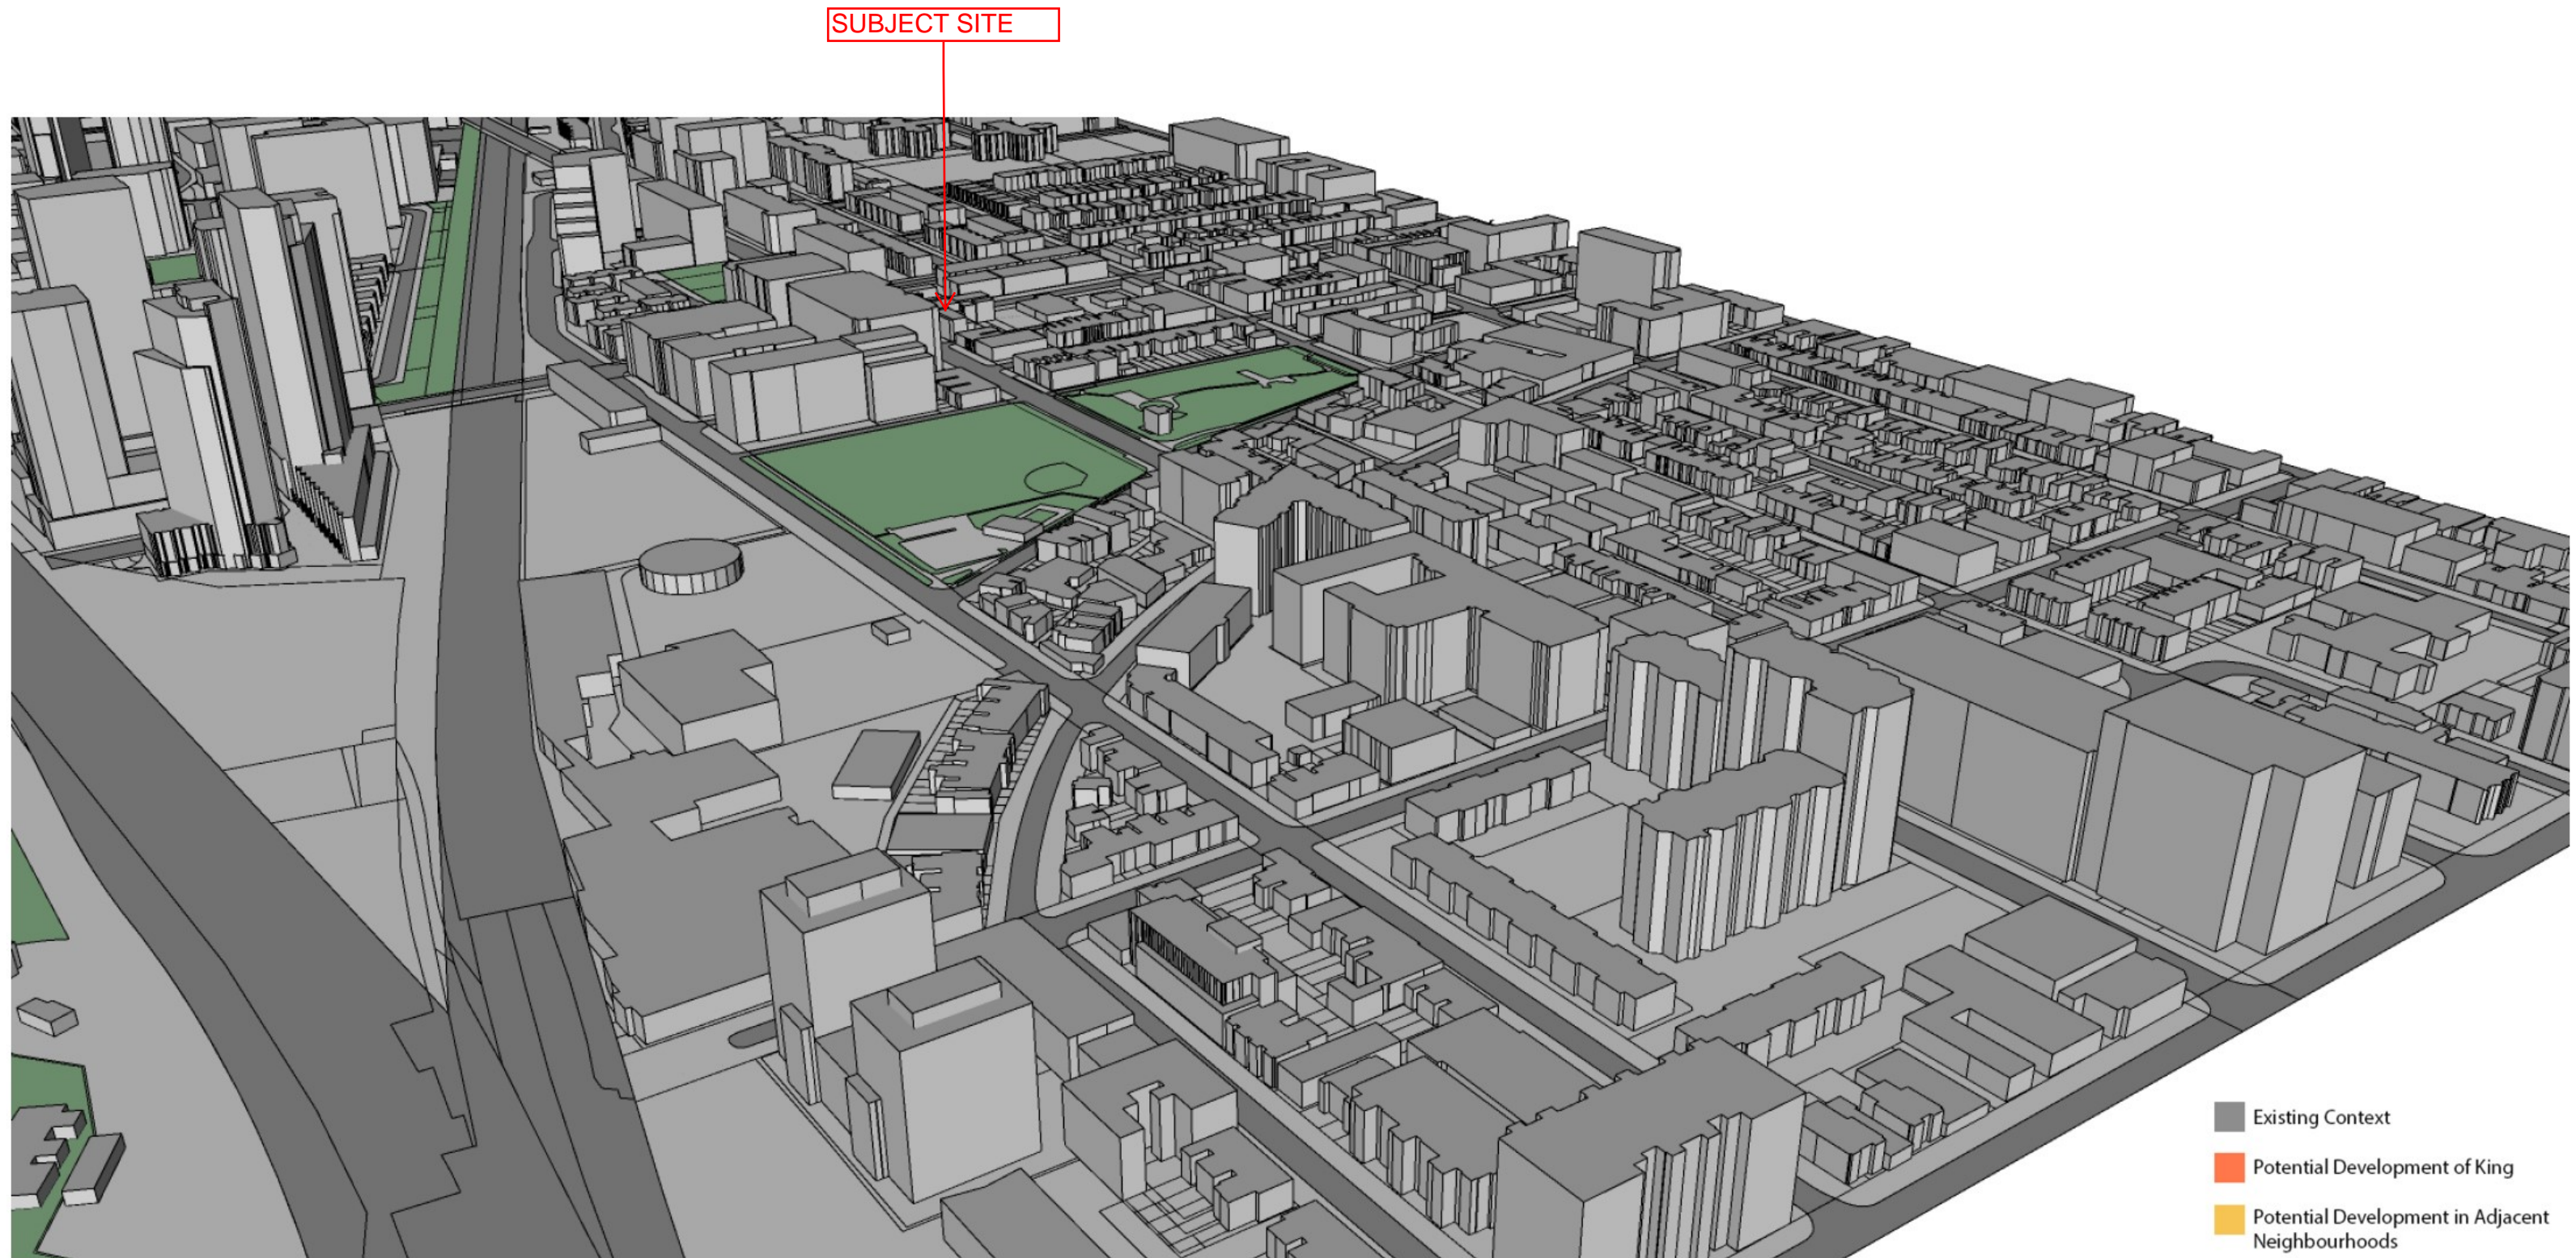 SUBJECT SITE
Existing Context
Potential Development of King
Potential Development in Adjacent
Neighbourhoods